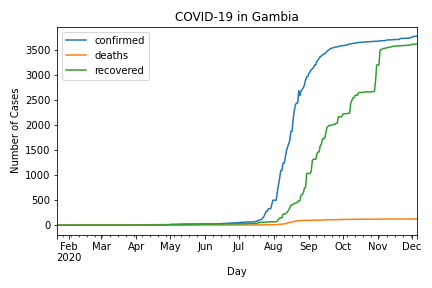 COVID-19 in Gambia
confirmed
deaths
recovered
Number of Cases
3500
3000
2500
2000
1500
1000
500
0
Feb Mar Apr May Jun Jul Aug Sep Oct Nov Dec
2020
Day